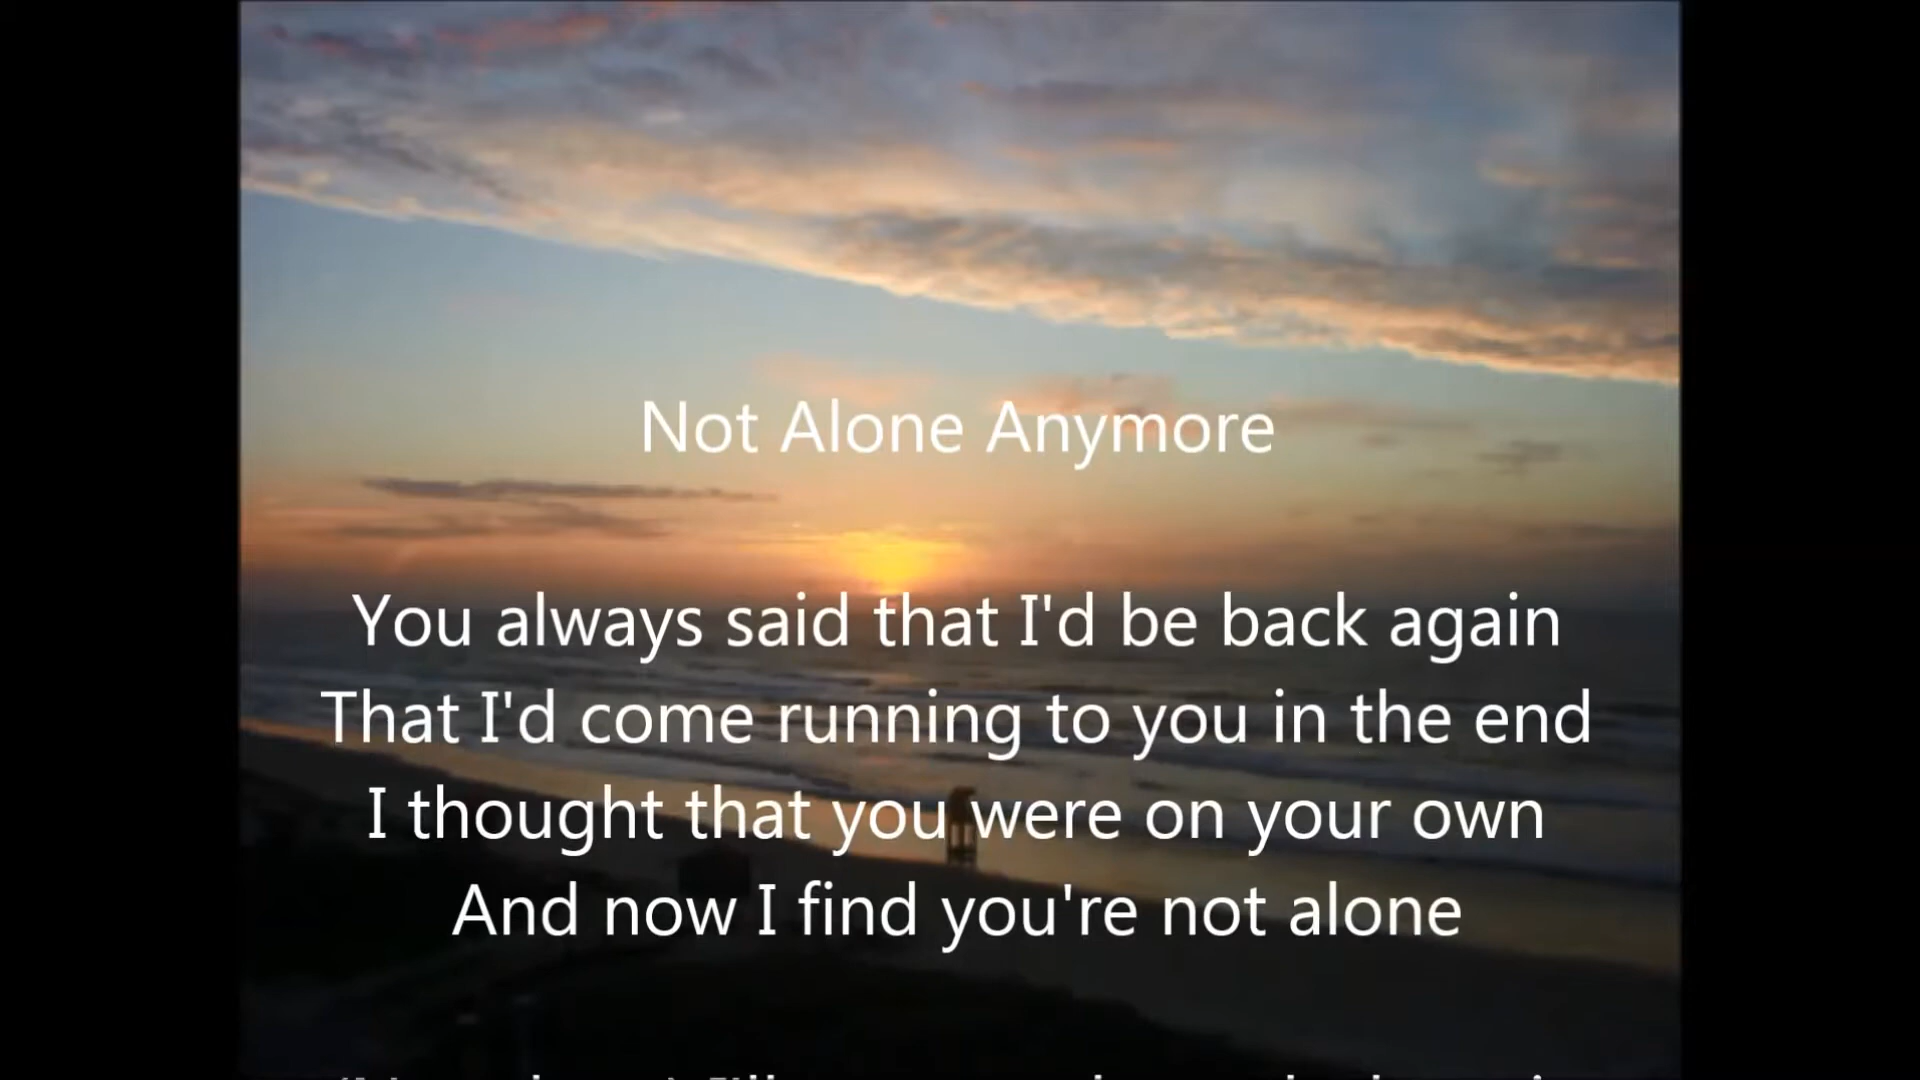 Not Alone Anymore
You always said that I'd be back again
That I'd come running to you in the end
I thought that you were on your own
And now I find you're not alone